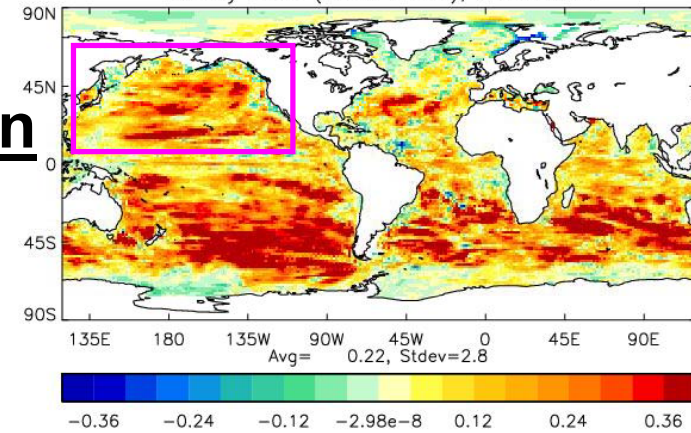 90N
45N
n
0
45S
90S
135E 180 135W 90W 45W 0 45E 90E
Avg= 0.22, Stdev=2.8
-0.36 -0.24 -0.12 -2.98e-8 0.12 0.24 0.36